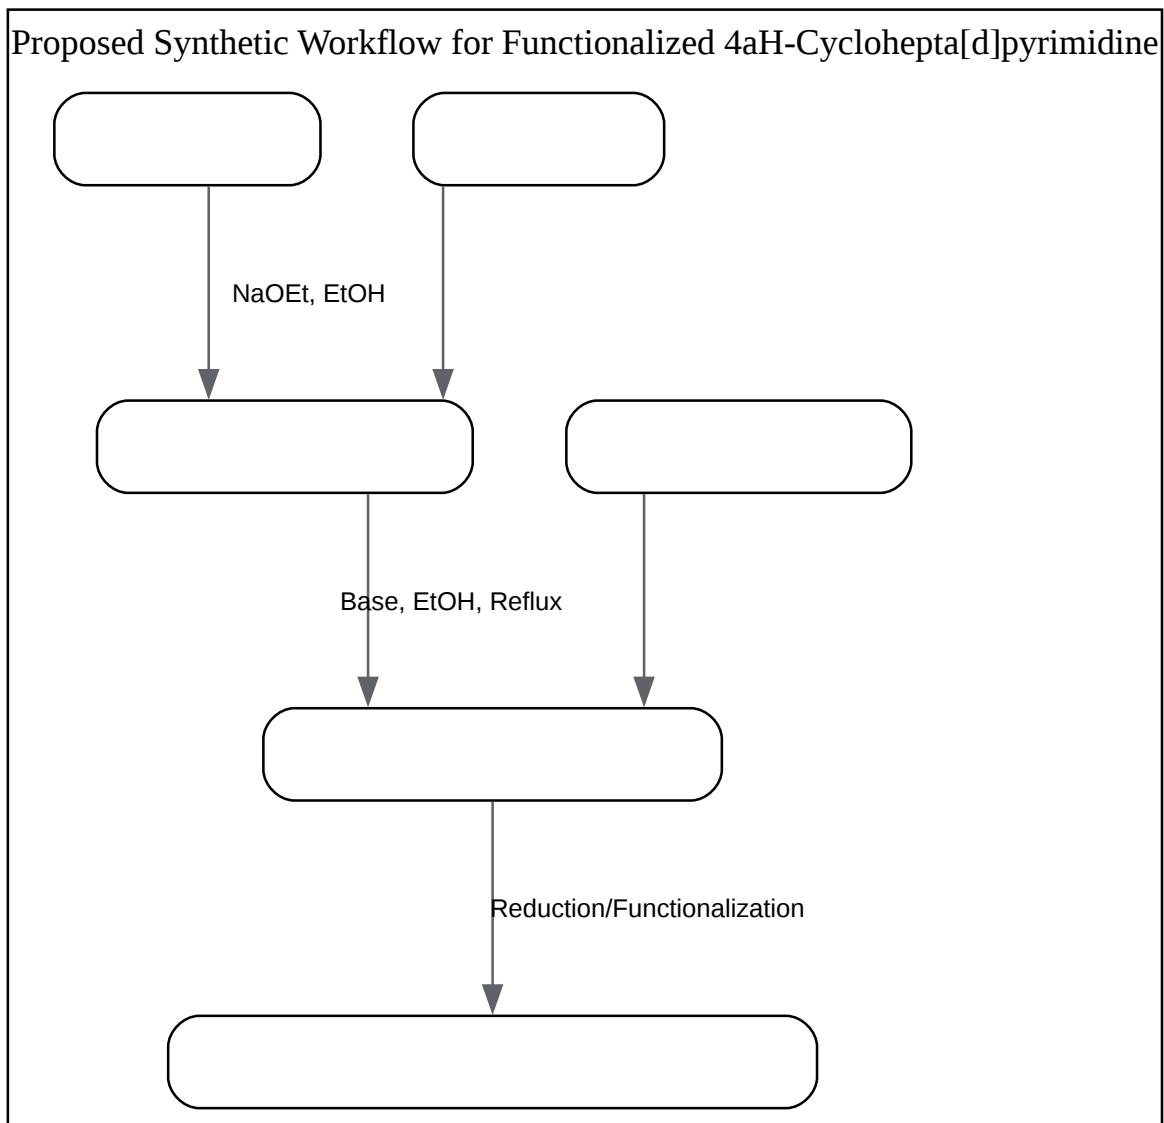 Proposed Synthetic Workflow for Functionalized 4aH-Cyclohepta[d]pyrimidine
NaOEt, EtOH
Base, EtOH, Reflux
Reduction/Functionalization